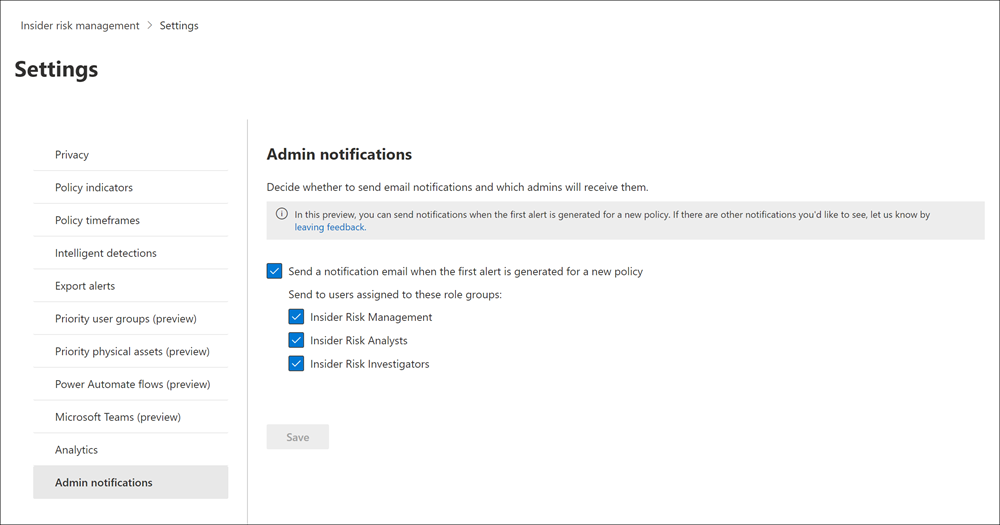 Insider risk management > Settings
Settings
Privacy
Policy indicators
Policy timeframes
Intelligent detections
Export alerts
Priority user groups (preview)
Priority physical assets (preview)
Power Automate flows (preview)
Microsoft Teams (preview)
Analytics
Admin notifications
Admin notifications
Decide whether to send email notifications and which admins will receive them.
In this preview, you can send notifications when the first alert is generated for a new policy. If there are other notifications you'd like to see, let us know by
leaving feedback.
Send a notification email when the first alert is generated for a new policy
Send to users assigned to these role groups:
Insider Risk Management
Insider Risk Analysts
Insider Risk Investigators
Save